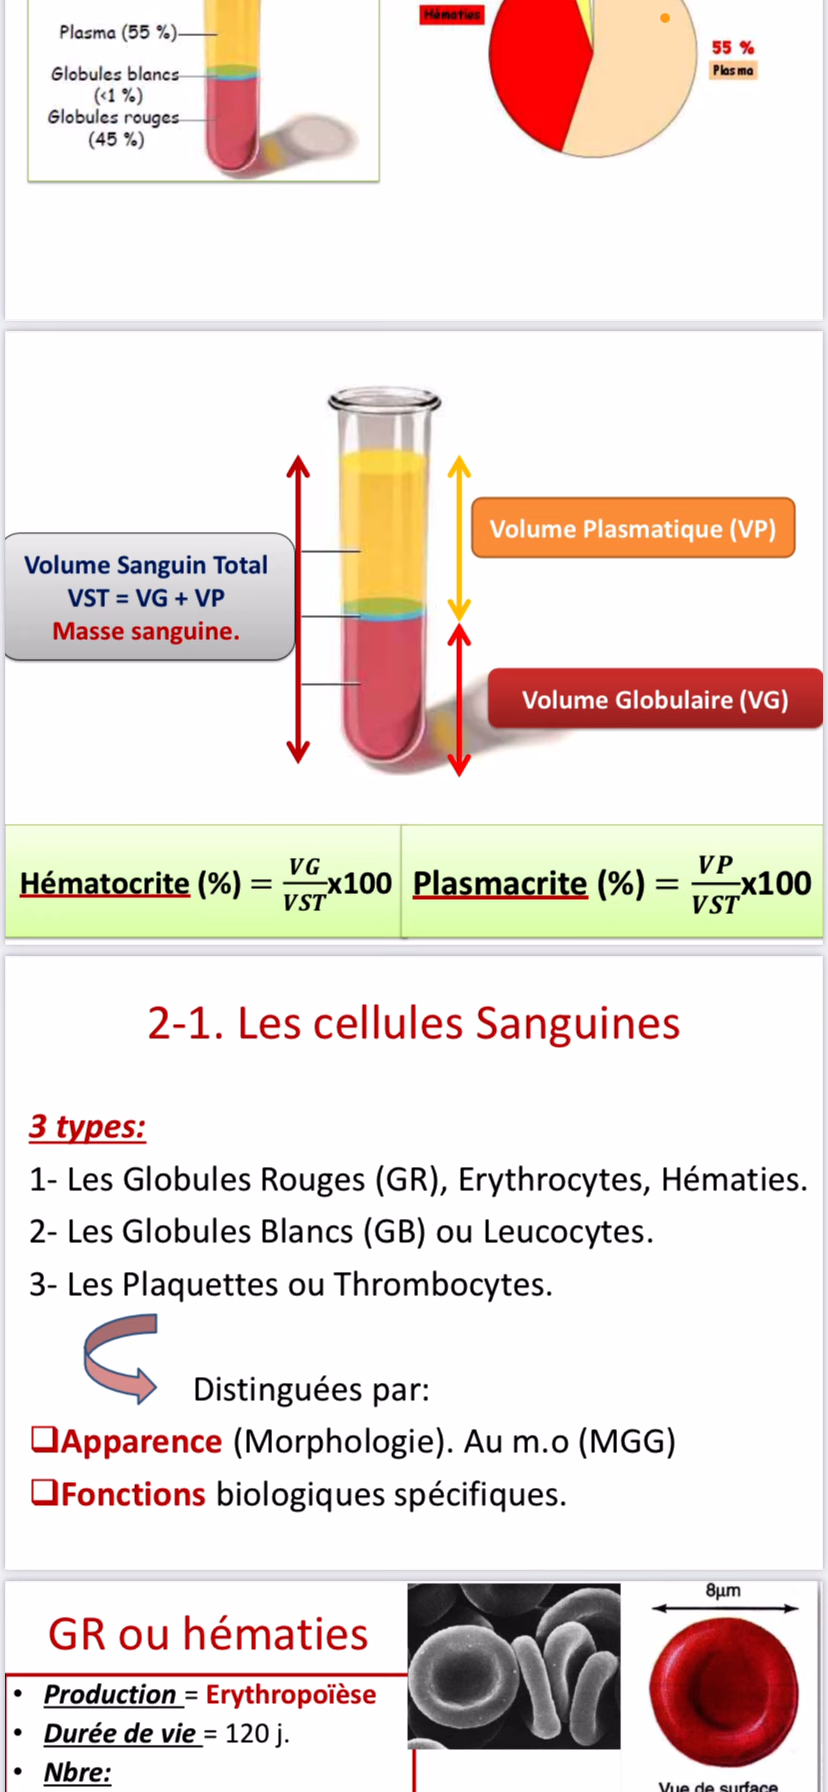 Plasma (55 %)
Globules blancs
(<1 %)
Globules rouges
(45 %)
Hématies
55 %
Plasma
Volume Sanguin Total
VST = VG + VP
Masse sanguine.
Volume Plasmatique (VP)
Volume Globulaire (VG)
Hématocrite (%) = VG/VST x100
Plasmacrite (%) = VP/VST x100
2-1. Les cellules Sanguines
3 types:
1- Les Globules Rouges (GR), Erythrocytes, Hématies.
2- Les Globules Blancs (GB) ou Leucocytes.
3- Les Plaquettes ou Thrombocytes.
Distinguées par:
❑Apparence (Morphologie). Au m.o (MGG)
❑Fonctions biologiques spécifiques.
GR ou hématies
• Production = Erythropoïèse
• Durée de vie = 120 j.
• Nbre:
8µm
Vue de surface